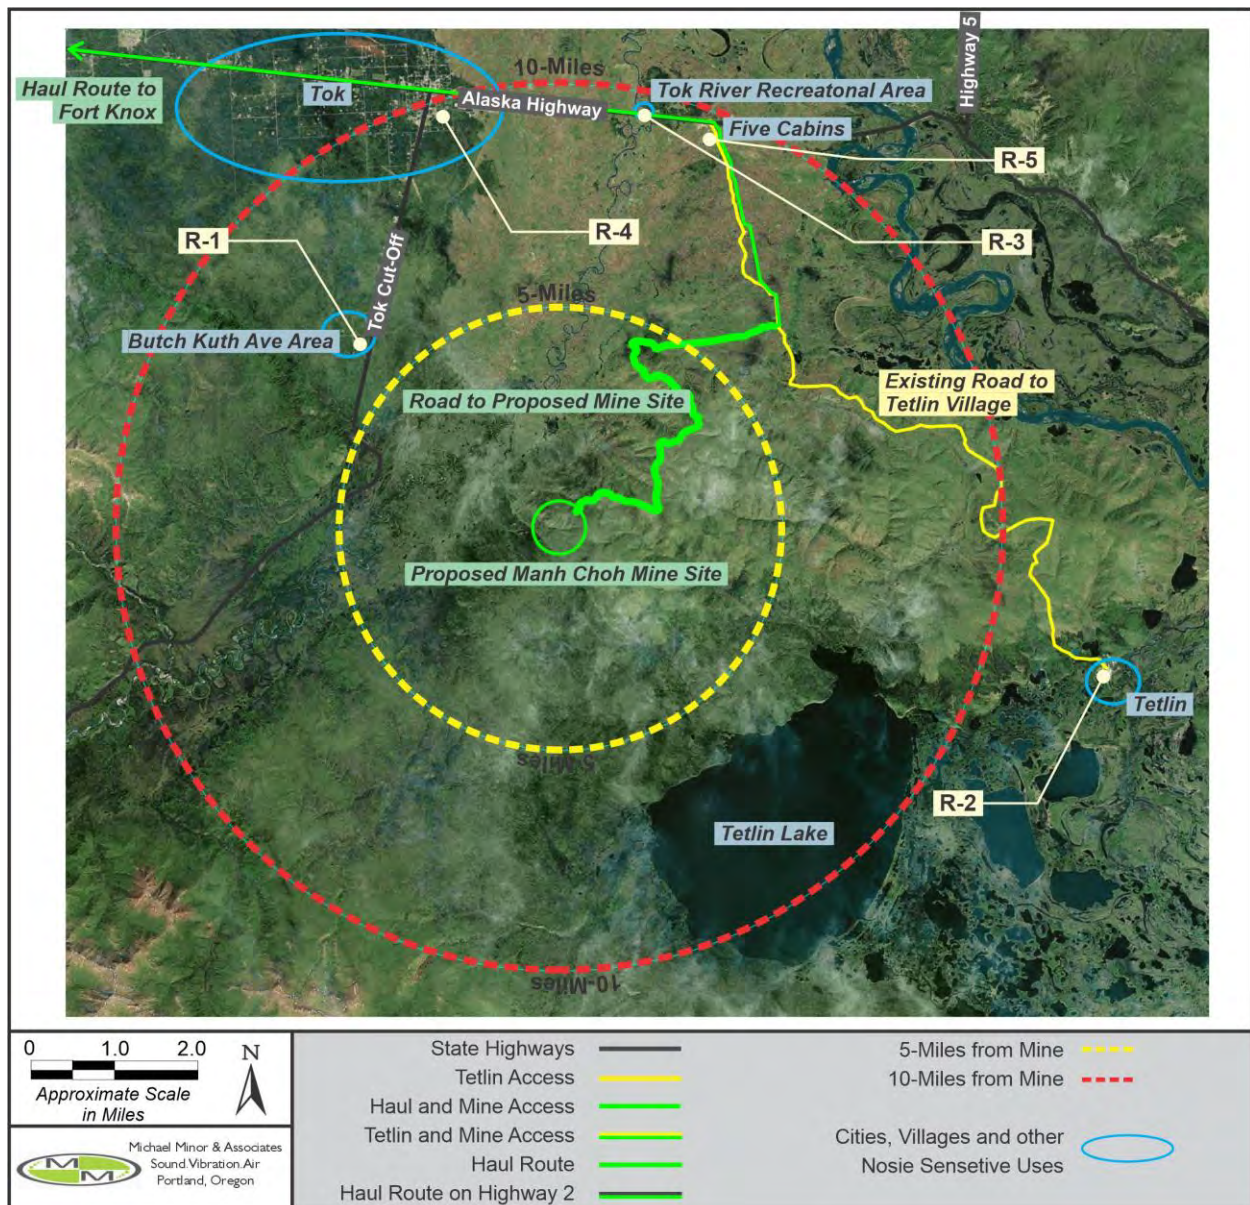 Highway 5
10-Miles
Haul Route to
Fort Knox
Tok
Alaska Highway
Tok River Recreatonal Area
Five Cabins
R-5
R-1
R-4
R-3
Tok Cut-Off
5-Miles
Butch Kuth Ave Area
Existing Road to
Tetlin Village
Road to Proposed Mine Site
Proposed Manh Choh Mine Site
Tetlin
5-Miles
R-2
Tetlin Lake
10-Miles
0 1.0 2.0
N
Approximate Scale
in Miles
MM
Michael Minor & Associates
Sound.Vibration.Air
Portland, Oregon
State Highways
Tetlin Access
Haul and Mine Access
Tetlin and Mine Access
Haul Route
Haul Route on Highway 2
5-Miles from Mine
10-Miles from Mine
Cities, Villages and other
Nosie Sensetive Uses